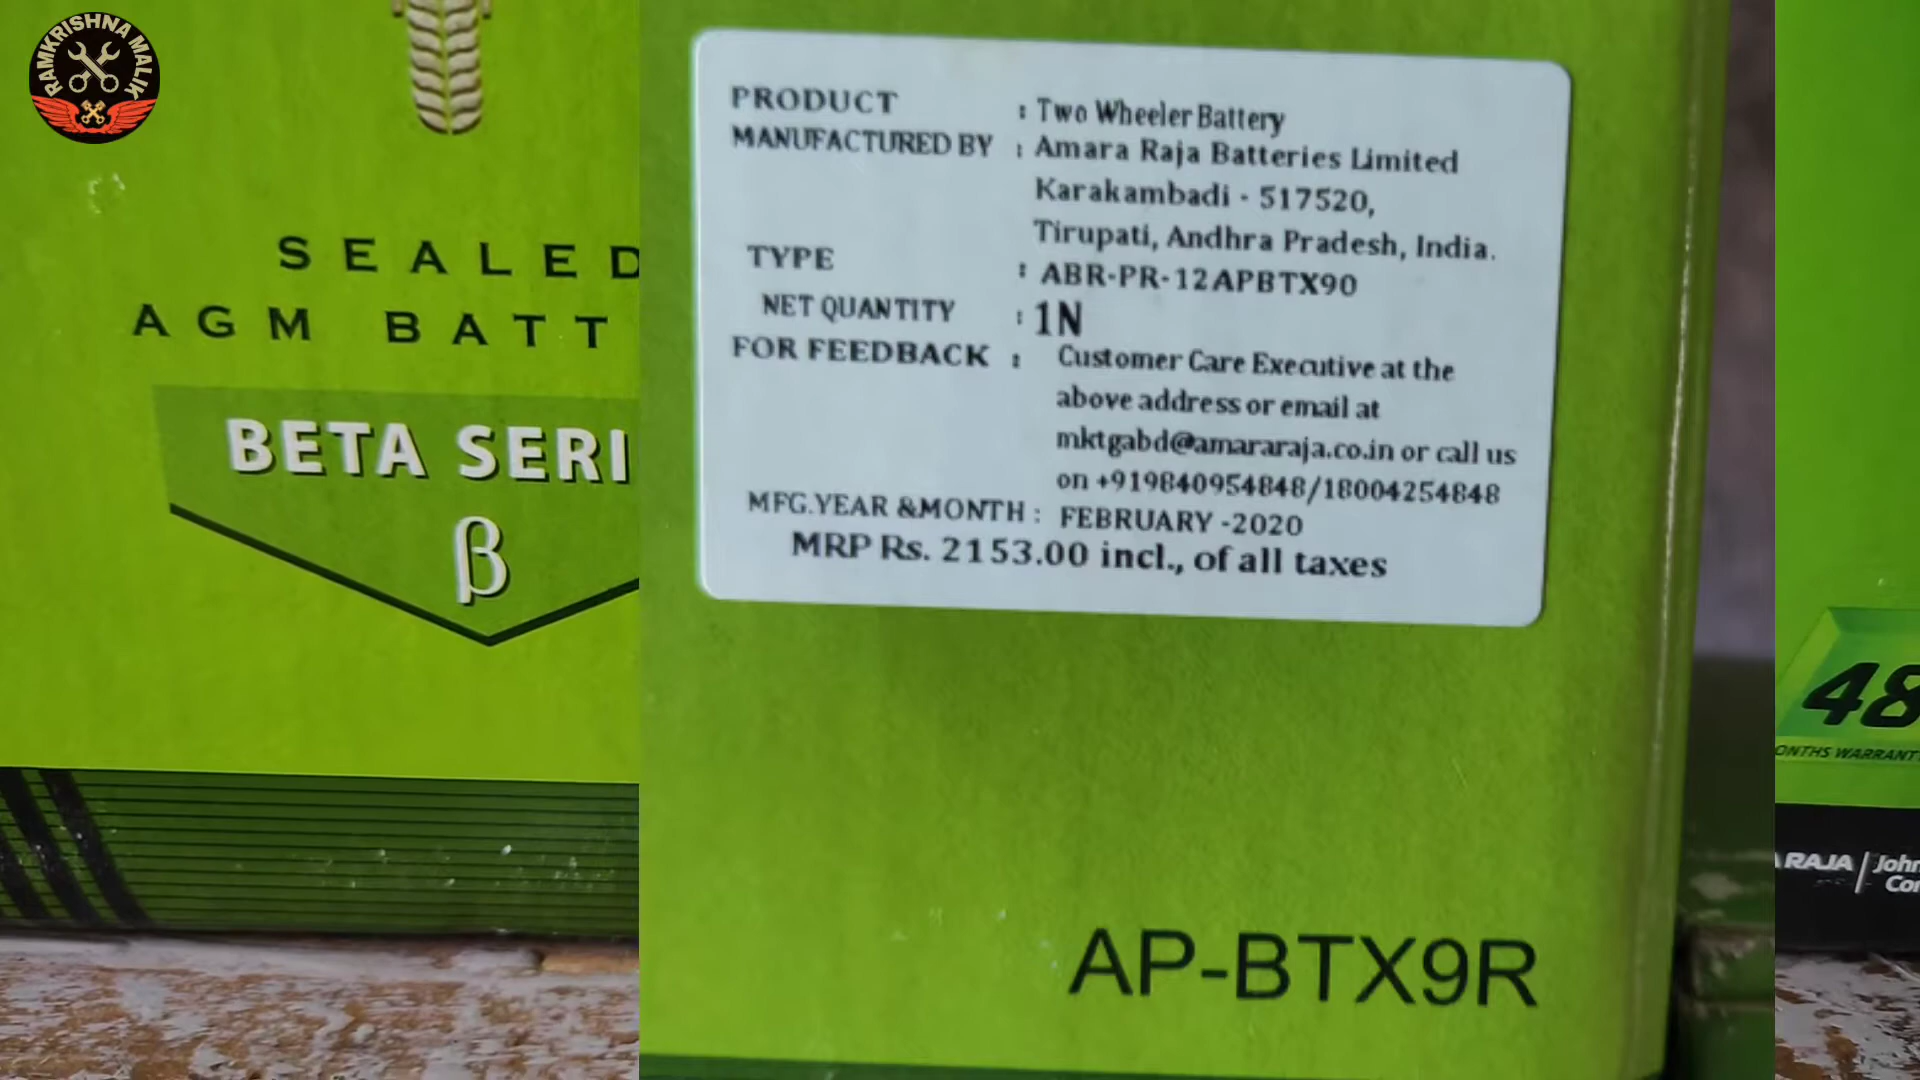 RAMKRISHNA MALIK
SEALED
AGM BATT
BETA SERI
β
PRODUCT : Two Wheeler Battery
MANUFACTURED BY : Amara Raja Batteries Limited
Karakambadi - 517520,
Tirupati, Andhra Pradesh, India.
TYPE : ABR-PR-12APBTX90
NET QUANTITY : 1N
FOR FEEDBACK : Customer Care Executive at the
above address or email at
mktgabd@amararaja.co.in or call us
on +919840954848/18004254848
MFG.YEAR &MONTH : FEBRUARY -2020
MRP Rs. 2153.00 incl., of all taxes
AP-BTX9R
48
ONTHS WARRANT
RAJA | John
Con